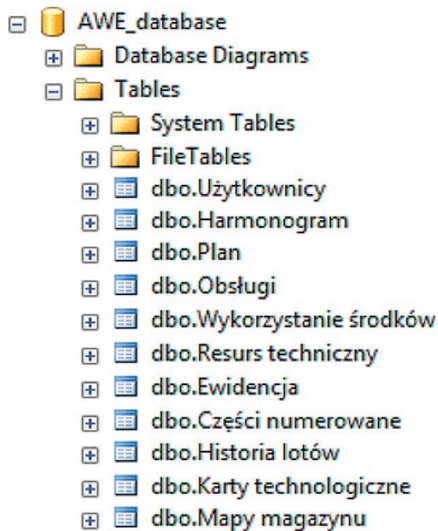 AWE_database
Database Diagrams
Tables
System Tables
FileTables
dbo.Użytkownicy
dbo.Harmonogram
dbo.Plan
dbo.Obsługi
dbo.Wykorzystanie środków
dbo.Resurs techniczny
dbo.Ewidencja
dbo.Części numerowane
dbo.Historia lotów
dbo.Karty technologiczne
dbo.Mapy magazynu